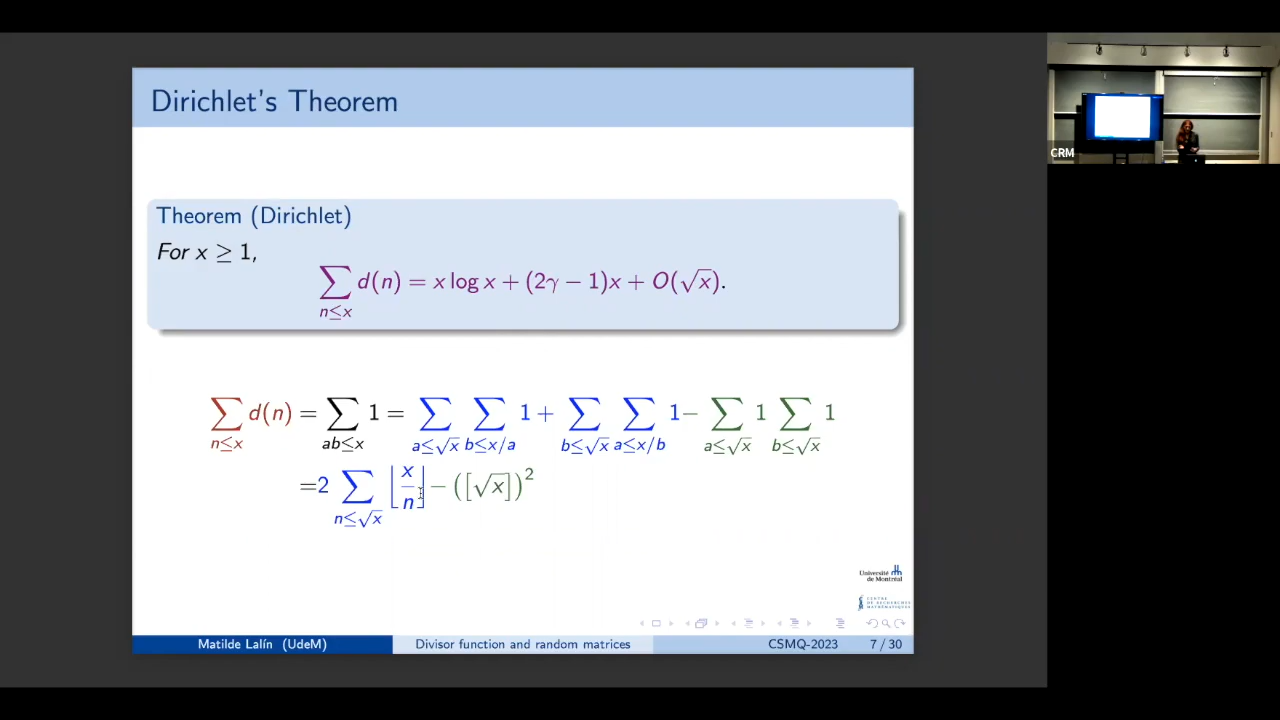 Dirichlet's Theorem
CRM
Theorem (Dirichlet)
For x ≥ 1,
∑_{n≤x} d(n) = x log x + (2γ − 1)x + O(√x).
∑_{n≤x} d(n) = ∑_{ab≤x} 1 = ∑_{a≤√x} ∑_{b≤x/a} 1 + ∑_{b≤√x} ∑_{a≤x/b} 1 − ∑_{a≤√x} 1 ∑_{b≤√x} 1
=2 ∑_{n≤√x} ⌊x/n⌋ − ([√x])²
Université
de Montréal
CENTRE
DE RECHERCHES
MATHÉMATIQUES
Matilde Lalín (UdeM)
Divisor function and random matrices
CSMQ-2023
7 / 30